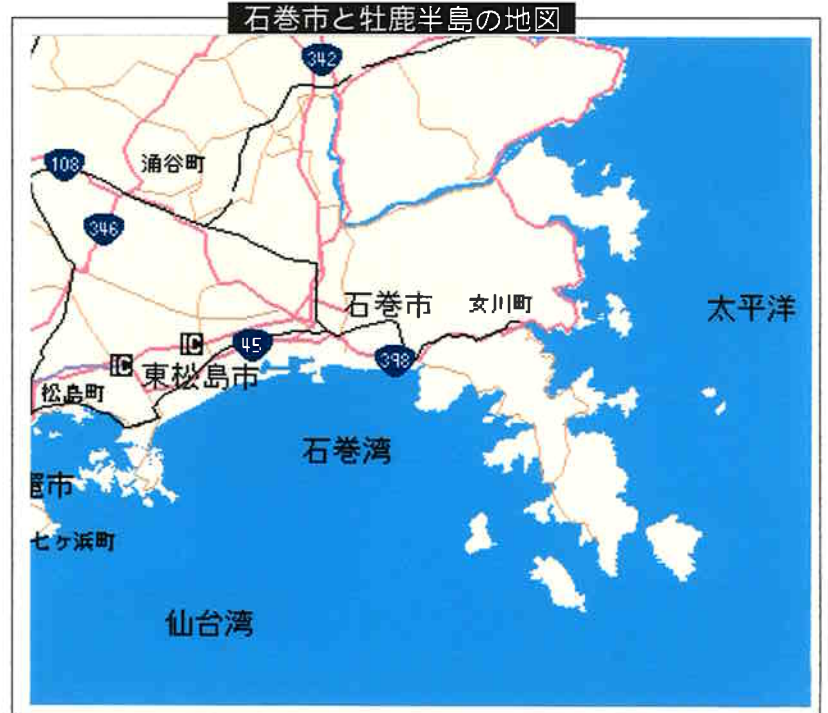 石巻市と牡鹿半島の地図
342
108
涌谷町
346
石巻市
女川町
太平洋
45
IC
IC
398
東松島市
松島町
石巻湾
竈市
七ヶ浜町
仙台湾